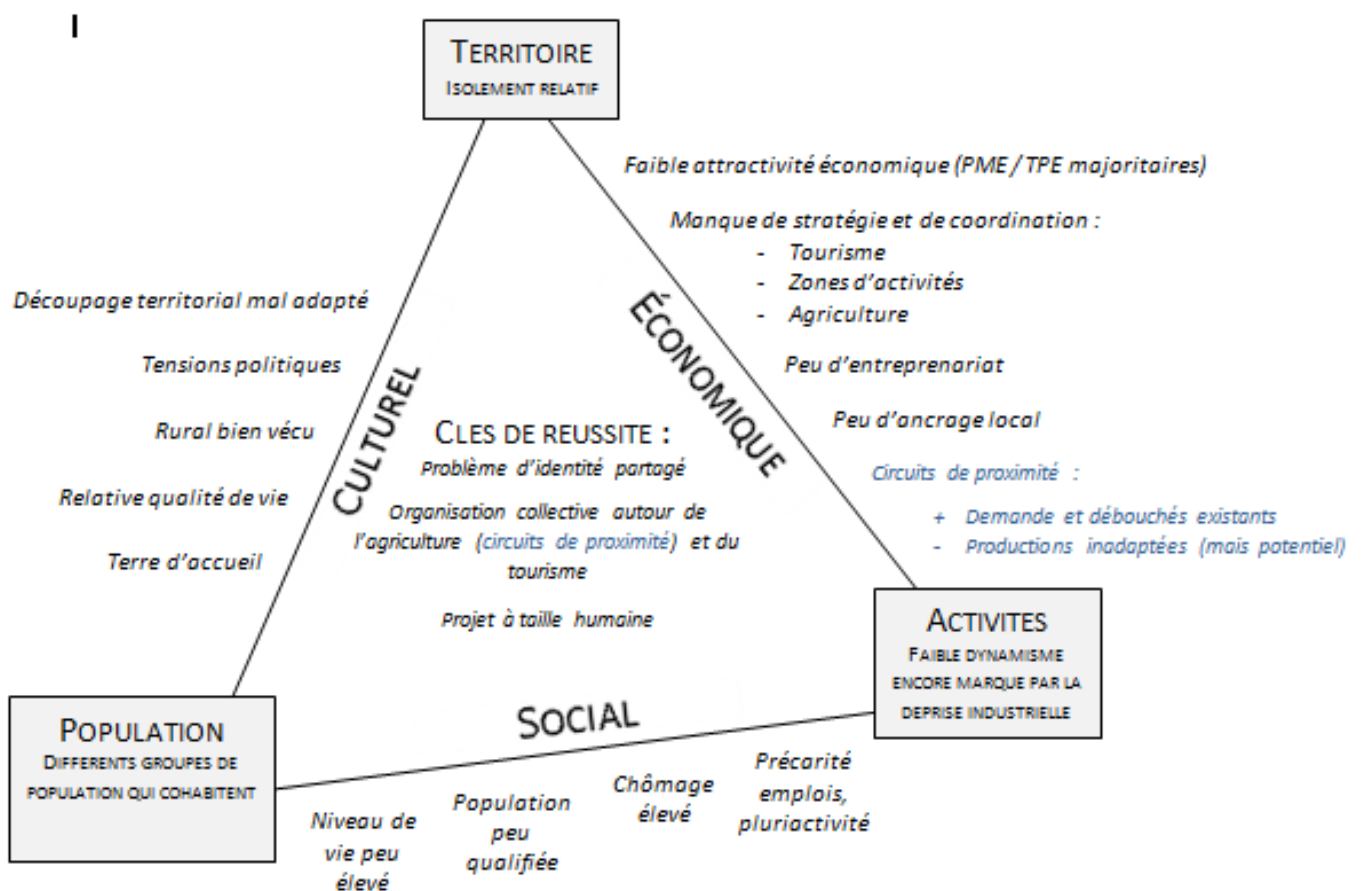 I
TERRITOIRE
ISOLEMENT RELATIF
Faible attractivité économique (PME / TPE majoritaires)
Manque de stratégie et de coordination :
- Tourisme
- Zones d'activités
- Agriculture
Peu d'entreprenariat
Peu d'ancrage local
Circuits de proximité :
+ Demande et débouchés existants
- Productions inadaptées (mais potentiel)
ÉCONOMIQUE
Découpage territorial mal adapté
Tensions politiques
Rural bien vécu
Relative qualité de vie
Terre d'accueil
CULTUREL
CLES DE REUSSITE :
Problème d'identité partagé
Organisation collective autour de
l'agriculture (circuits de proximité) et du
tourisme
Projet à taille humaine
ACTIVITES
FAIBLE DYNAMISME
ENCORE MARQUE PAR LA
DEPRISE INDUSTRIELLE
POPULATION
DIFFERENTS GROUPES DE
POPULATION QUI COHABITENT
SOCIAL
Niveau de
vie peu
élevé
Population
peu
qualifiée
Chômage
élevé
Précarité
emplois,
pluriactivité